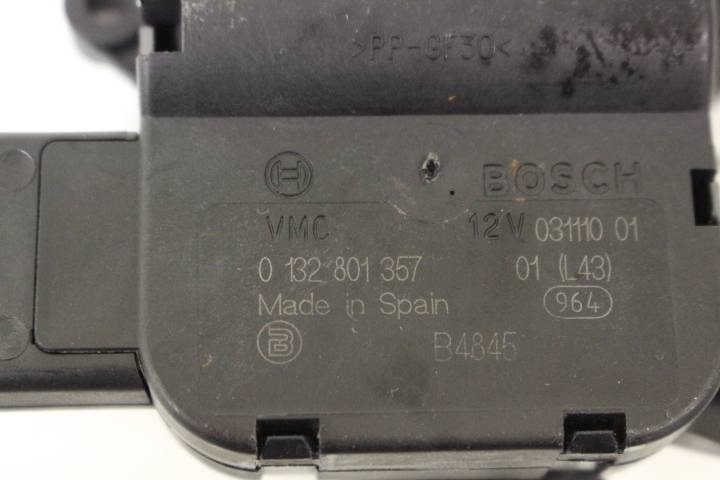 >PP-GF30<
BOSCH
VMC 12V 031110 01
0 132 801 357 01 (L43)
Made in Spain 964
B B4845